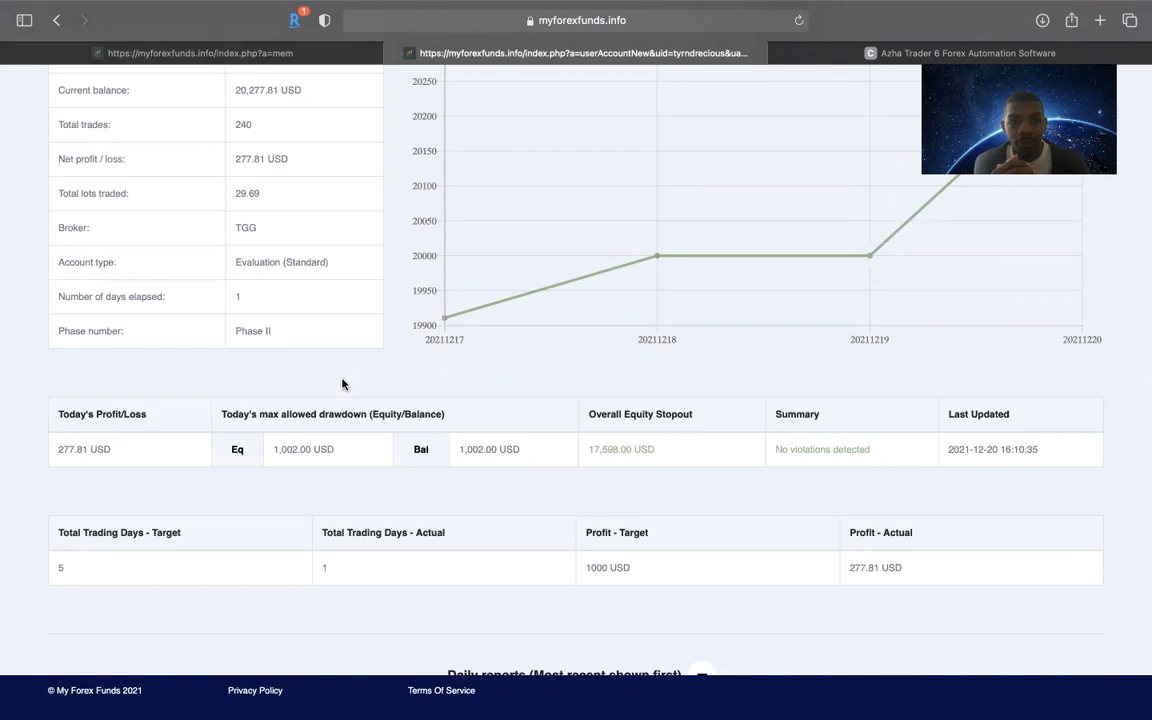 1
myforexfunds.info
https://myforexfunds.info/index.php?a=mem
https://myforexfunds.info/index.php?a=userAccountNew&uid=tyrndrecious&ua...
C Azha Trader 6 Forex Automation Software
Current balance: 20,277.81 USD
Total trades: 240
Net profit / loss: 277.81 USD
Total lots traded: 29.69
Broker: TGG
Account type: Evaluation (Standard)
Number of days elapsed: 1
Phase number: Phase II
20250
20200
20150
20100
20050
20000
19950
19900
20211217 20211218 20211219 20211220
Today's Profit/Loss Today's max allowed drawdown (Equity/Balance) Overall Equity Stopout Summary Last Updated
277.81 USD Eq 1,002.00 USD Bal 1,002.00 USD 17,598.00 USD No violations detected 2021-12-20 16:10:35
Total Trading Days - Target Total Trading Days - Actual Profit - Target Profit - Actual
5 1 1000 USD 277.81 USD
Daily reports (Most recent shown first)
© My Forex Funds 2021 Privacy Policy Terms Of Service